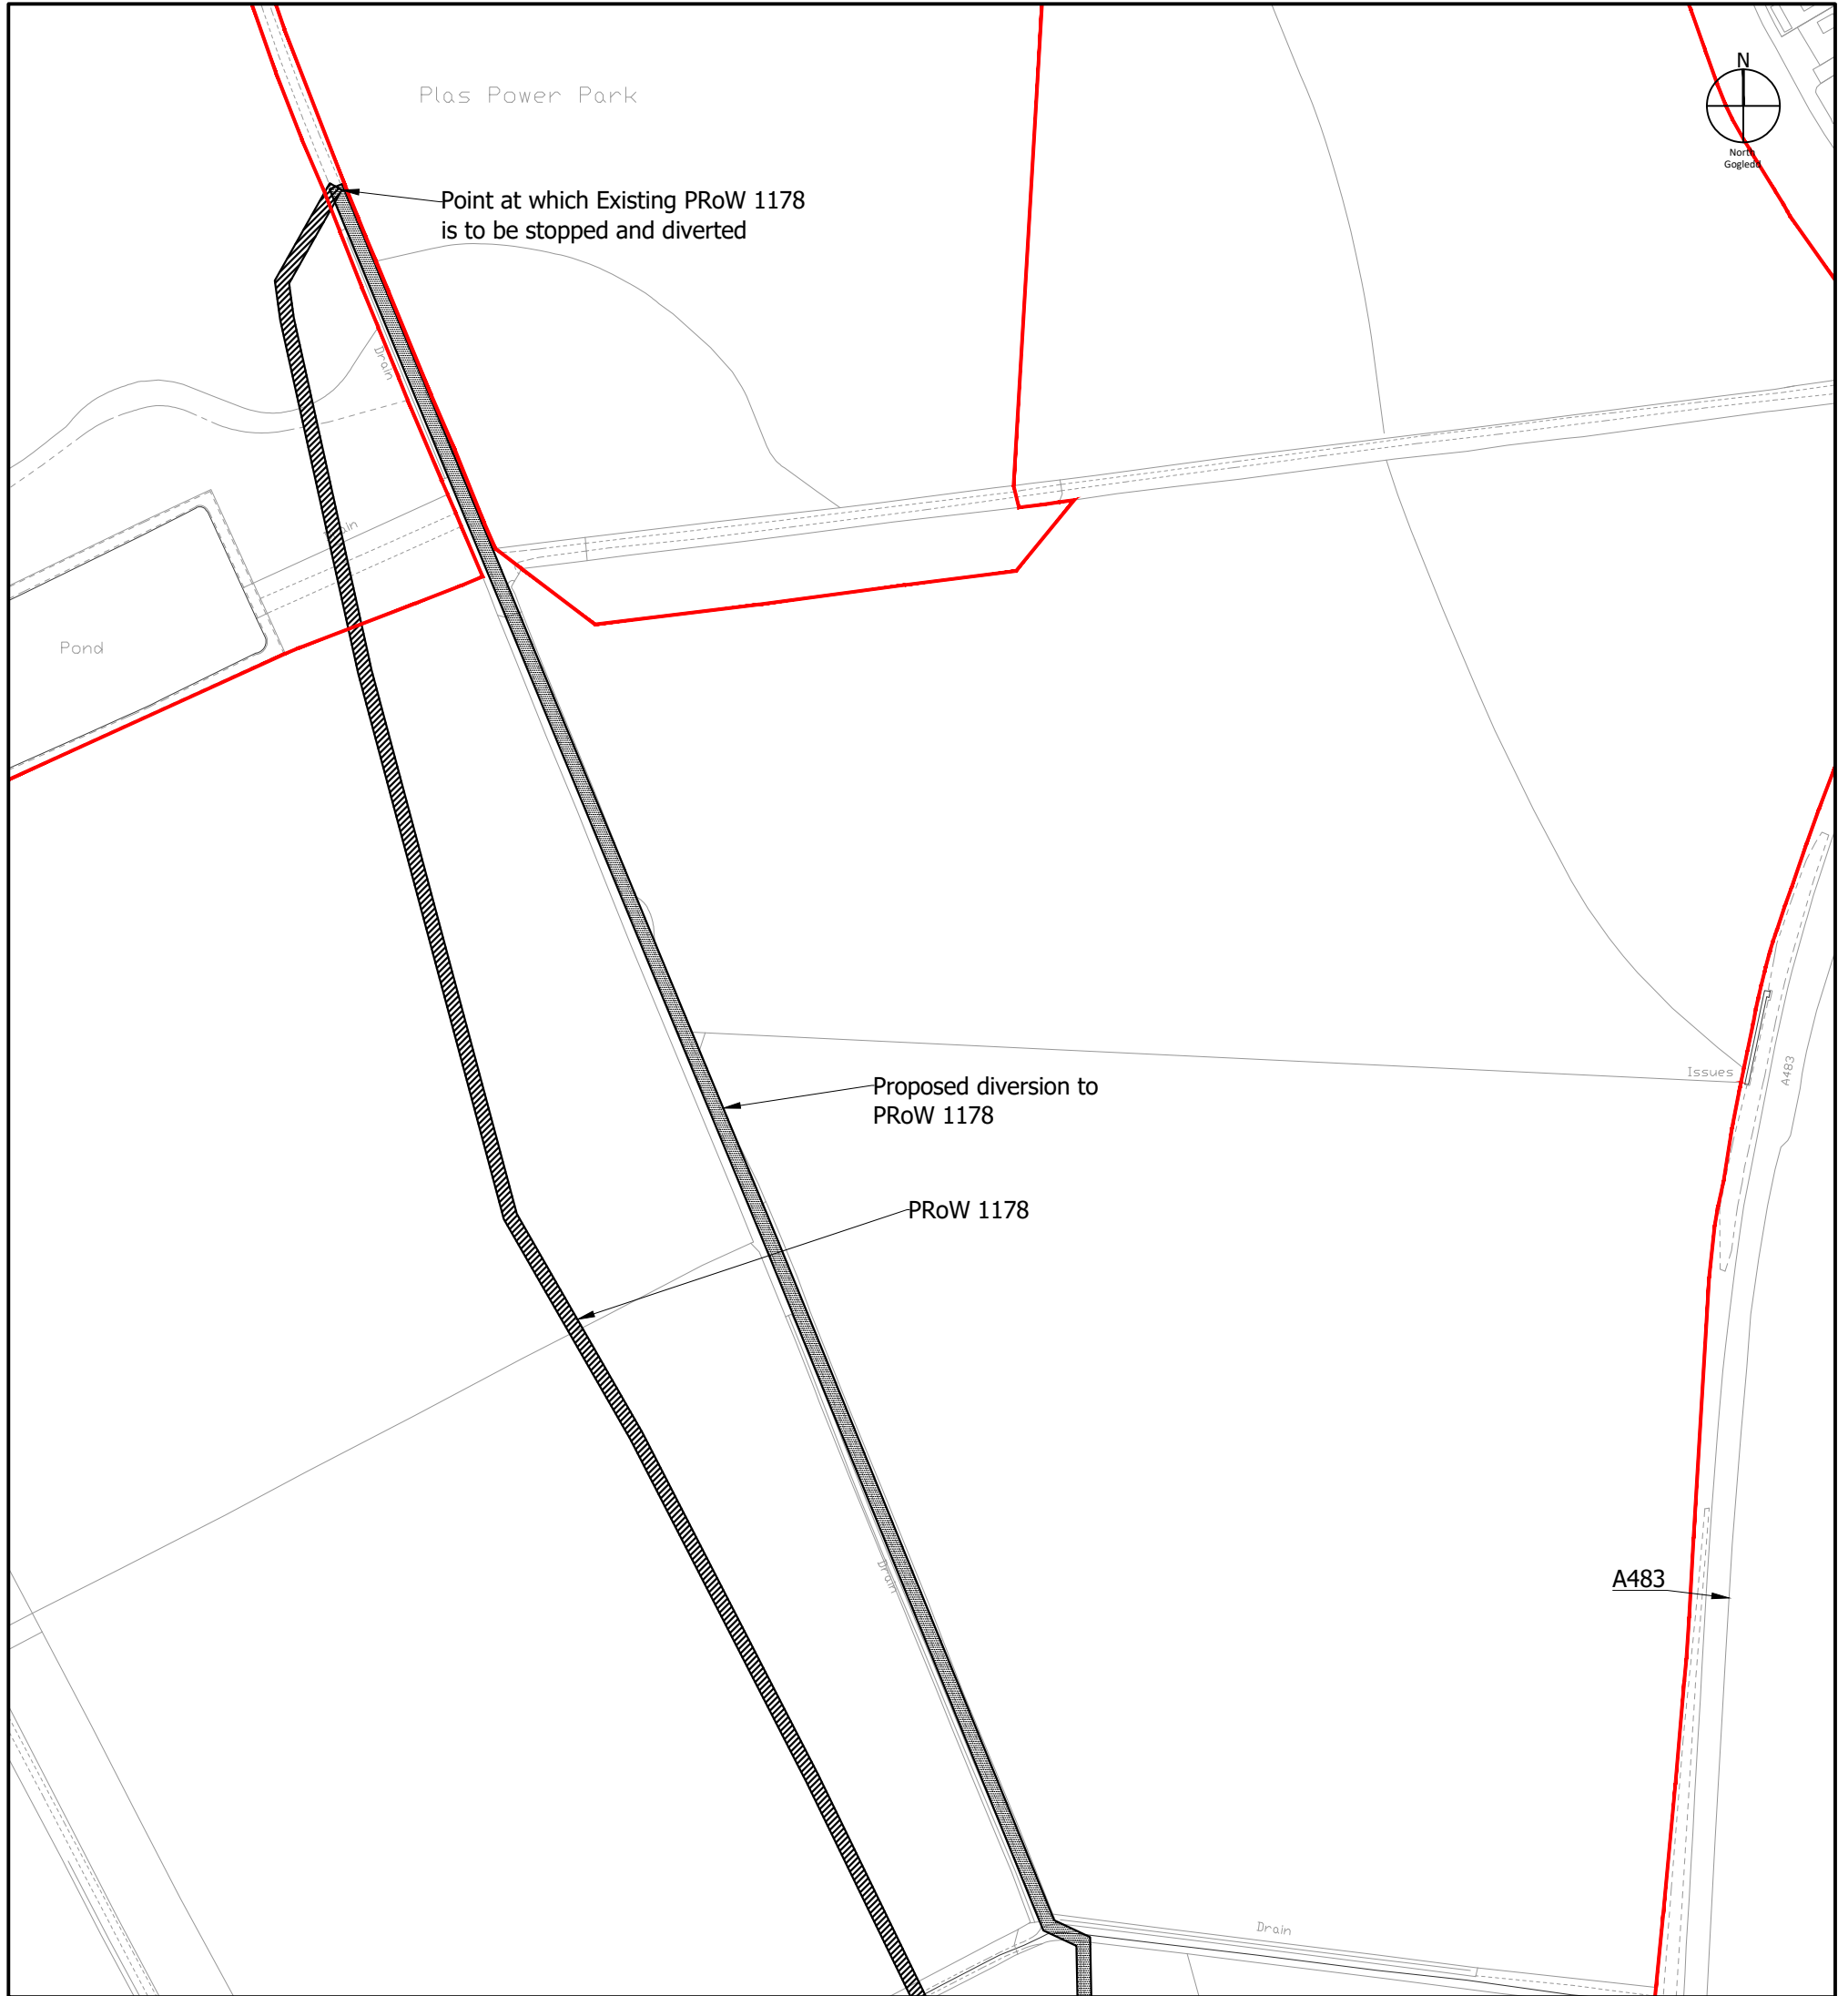 Plas Power Park
N
North
Gogledd
Point at which Existing PRoW 1178
is to be stopped and diverted
Drain
Pond
Proposed diversion to
PRoW 1178
Issues
A483
PRoW 1178
Drain
A483
Drain